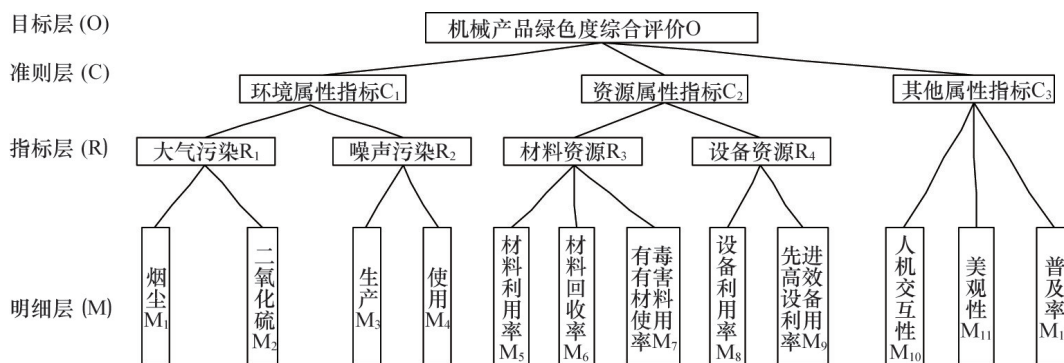 目标层 (O)
机械产品绿色度综合评价O
准则层 (C)
环境属性指标C₁
资源属性指标C₂
其他属性指标C₃
指标层 (R)
大气污染R₁
噪声污染R₂
材料资源R₃
设备资源R₄
明细层 (M)
烟尘M₁
二氧化硫M₂
生产M₃
使用M₄
材料利用率M₅
材料回收率M₆
有毒有害材料使用率M₇
设备利用率M₈
先进高效设备利用率M₉
人机交互性M₁₀
美观性M₁₁
普及率M₁